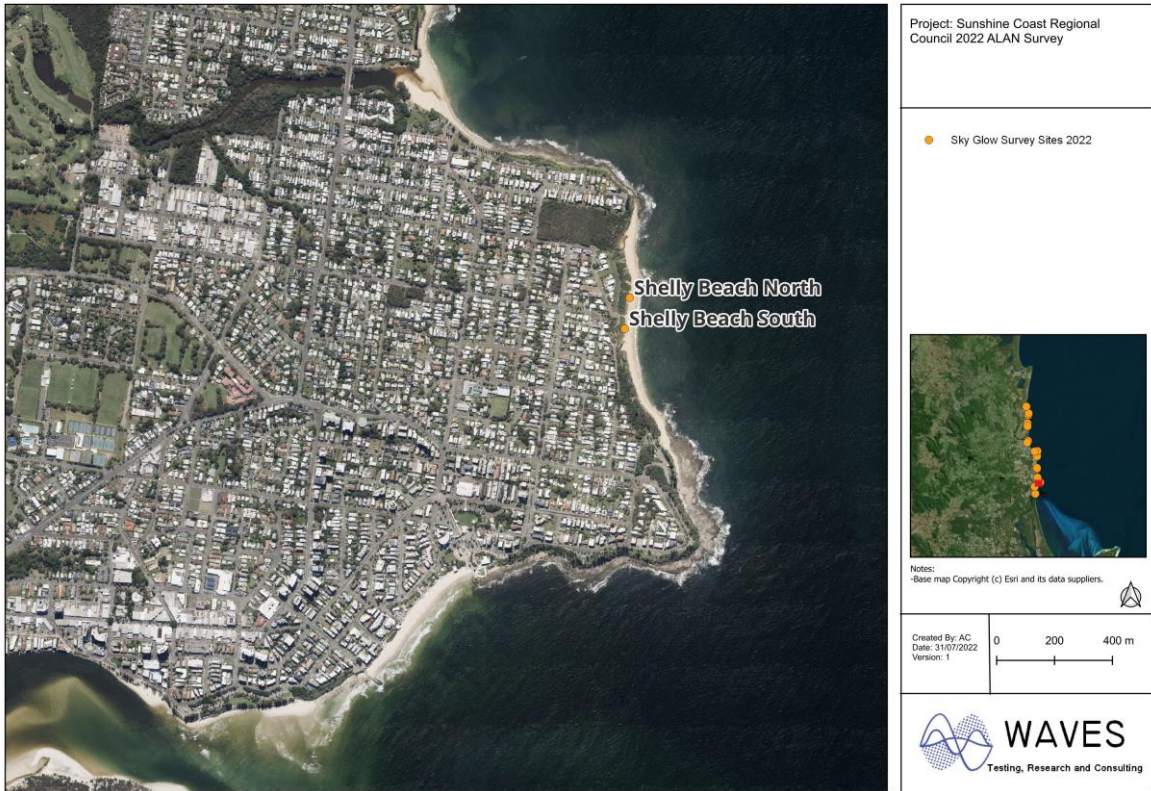 Shelly Beach North
Shelly Beach South
Project: Sunshine Coast Regional
Council 2022 ALAN Survey
Sky Glow Survey Sites 2022
Notes:
-Base map Copyright (c) Esri and its data suppliers.
Created By: AC
Date: 31/07/2022
Version: 1
0 200 400 m
WAVES
Testing, Research and Consulting